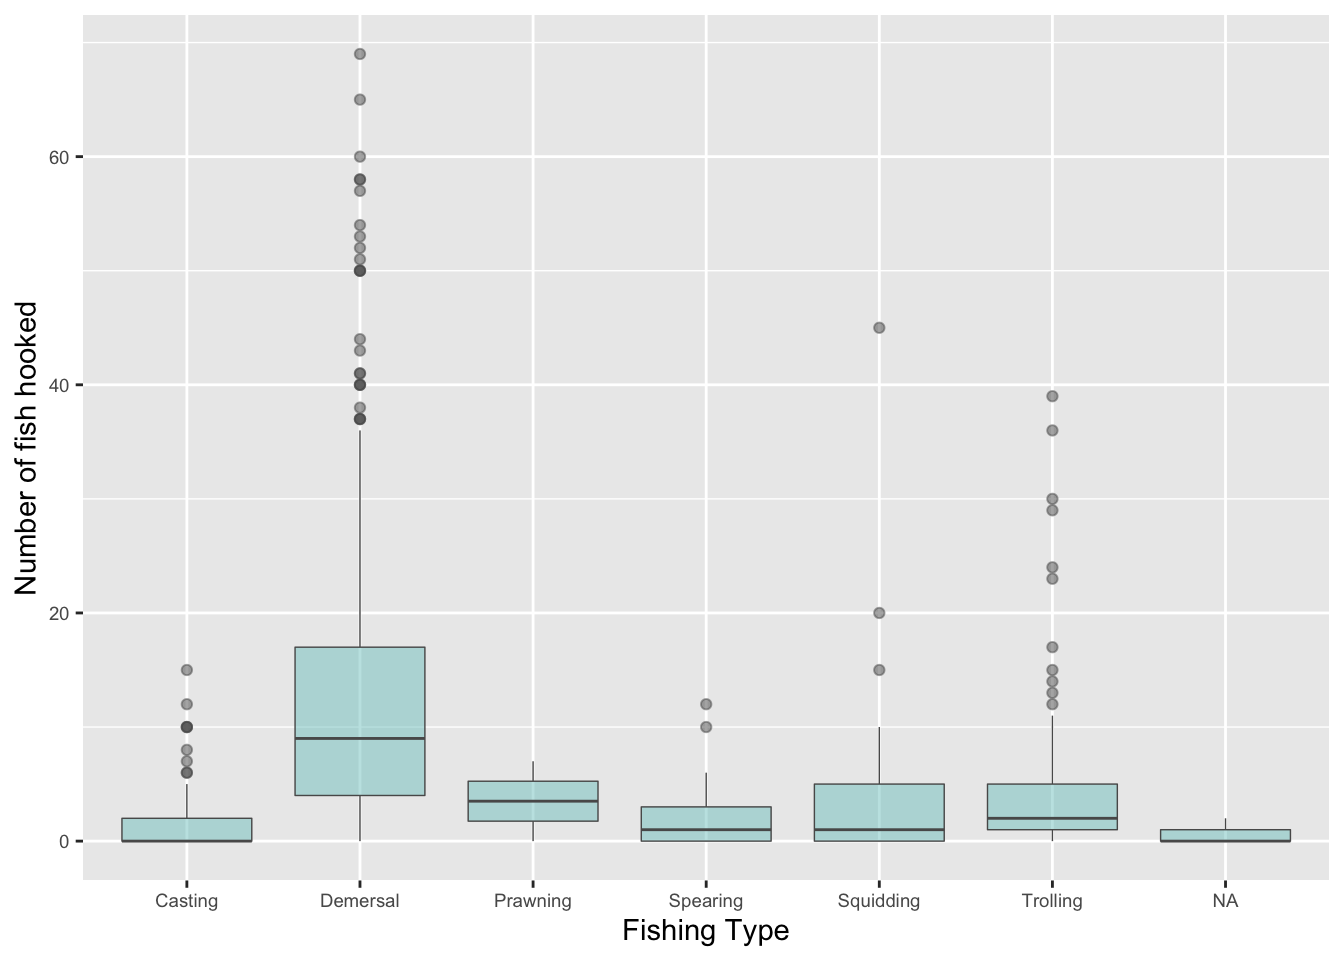 Number of fish hooked
60
40
20
0
Casting Demersal Prawning Spearing Squidding Trolling NA
Fishing Type